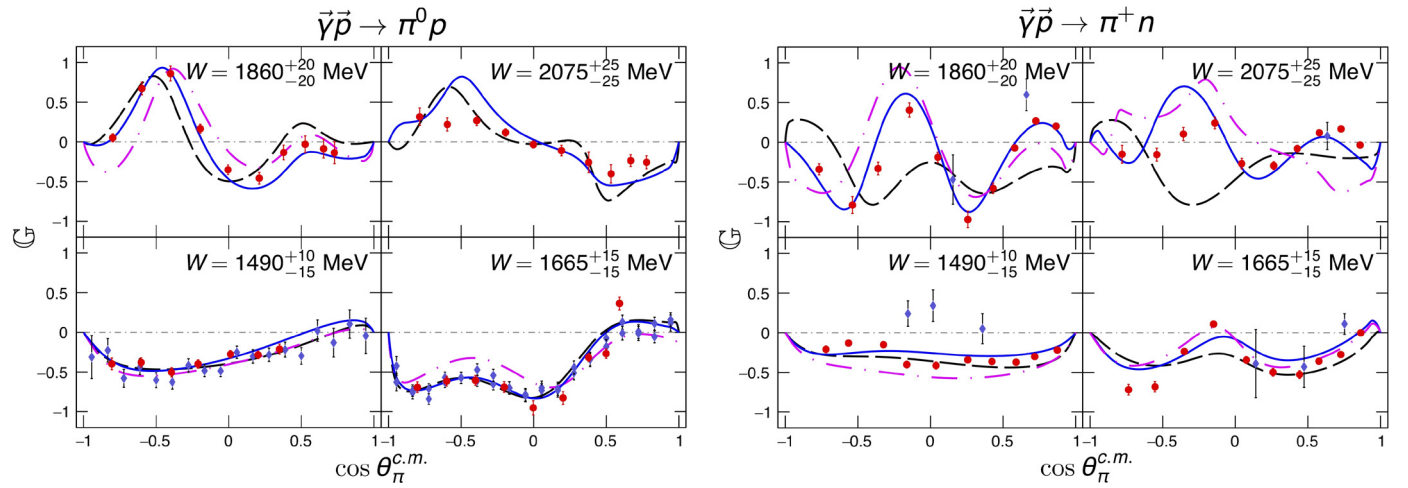 γ⃗p⃗ → π⁰p
γ⃗p⃗ → π⁺n
W = 1860⁺²⁰₋₂₀ MeV
W = 2075⁺²⁵₋₂₅ MeV
W = 1860⁺²⁰₋₂₀ MeV
W = 2075⁺²⁵₋₂₅ MeV
1
0.5
0
−0.5
−1
1
0.5
0
−0.5
−1
𝔾
𝔾
W = 1490⁺¹⁰₋₁₅ MeV
W = 1665⁺¹⁵₋₁₅ MeV
W = 1490⁺¹⁰₋₁₅ MeV
W = 1665⁺¹⁵₋₁₅ MeV
1
0.5
0
−0.5
−1
1
0.5
0
−0.5
−1
−1 −0.5 0 0.5 1 −1 −0.5 0 0.5 1
−1 −0.5 0 0.5 1 −1 −0.5 0 0.5 1
cos θ_π^{c.m.}
cos θ_π^{c.m.}